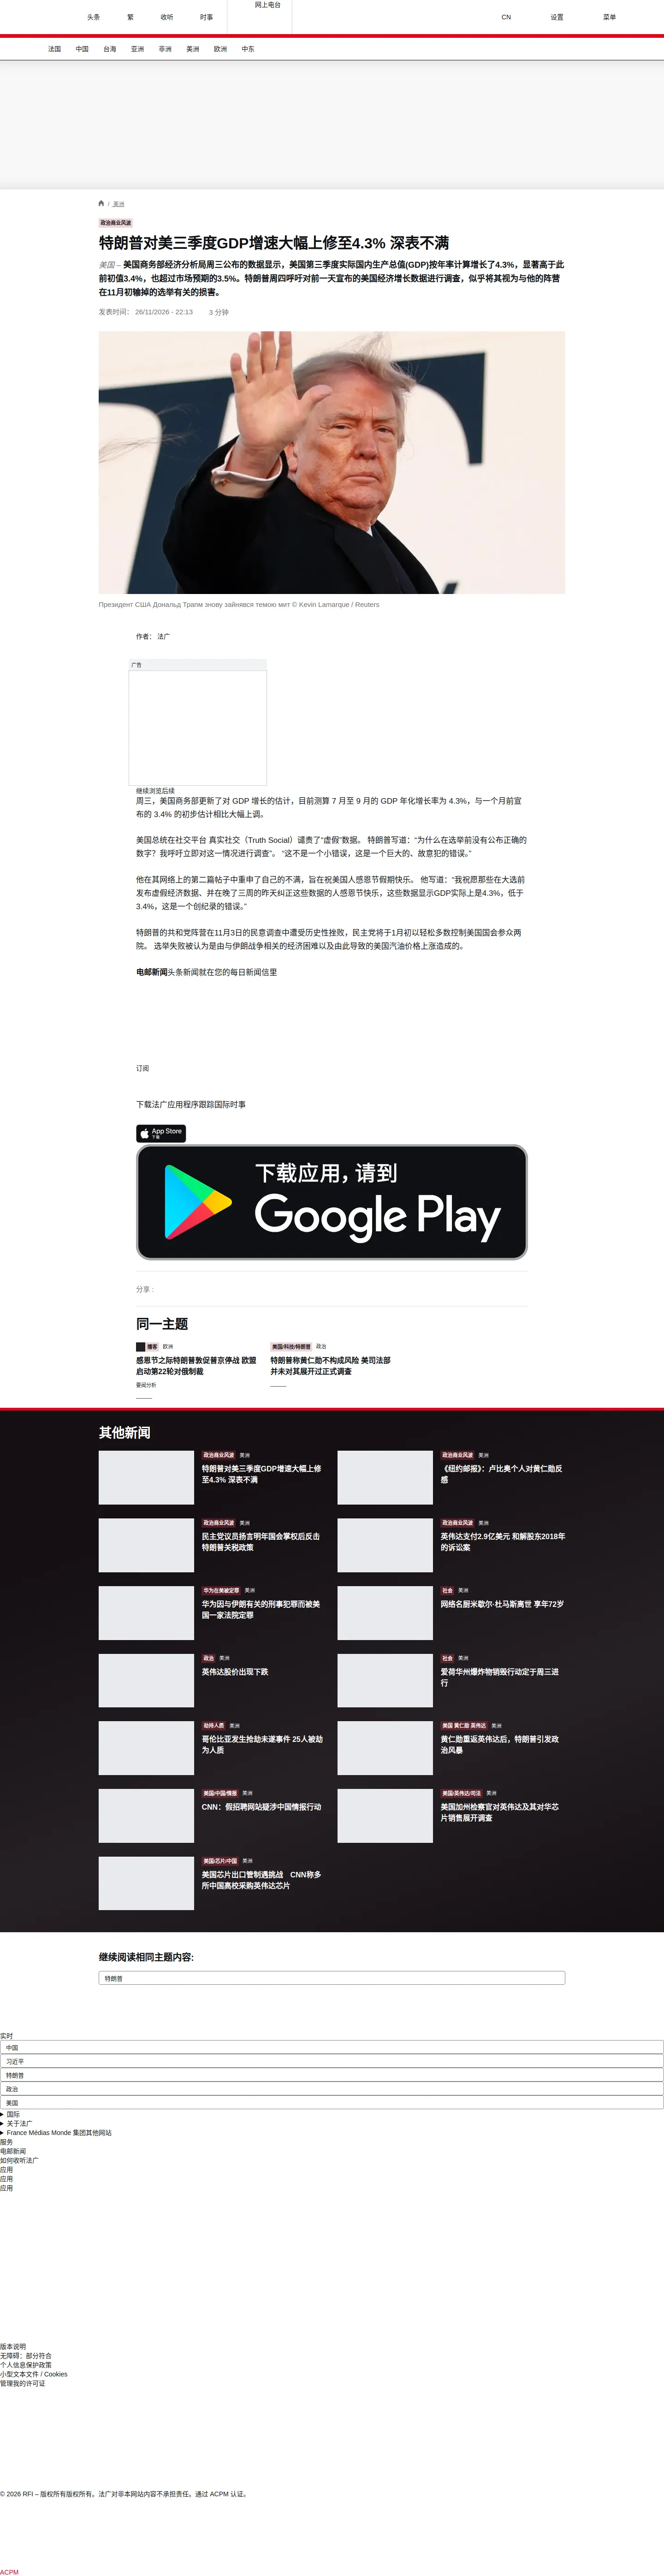 头条
繁
收听
时事
网上电台
CN
设置
菜单
法国
中国
台海
亚洲
非洲
美洲
欧洲
中东
/ 美洲
政治商业风波
特朗普对美三季度GDP增速大幅上修至4.3% 深表不满
美国 – 美国商务部经济分析局周三公布的数据显示，美国第三季度实际国内生产总值(GDP)按年率计算增长了4.3%，显著高于此
前初值3.4%，也超过市场预期的3.5%。特朗普周四呼吁对前一天宣布的美国经济增长数据进行调查，似乎将其视为与他的阵营
在11月初输掉的选举有关的损害。
发表时间： 26/11/2026 - 22:13
3 分钟
Президент США Дональд Трапм знову зайнявся темою мит © Kevin Lamarque / Reuters
作者： 法广
广告
继续浏览后续
周三，美国商务部更新了对 GDP 增长的估计，目前测算 7 月至 9 月的 GDP 年化增长率为 4.3%，与一个月前宣
布的 3.4% 的初步估计相比大幅上调。
美国总统在社交平台 真实社交（Truth Social）谴责了“虚假”数据。 特朗普写道：“为什么在选举前没有公布正确的
数字？我呼吁立即对这一情况进行调查”。 “这不是一个小错误，这是一个巨大的、故意犯的错误。”
他在其网络上的第二篇帖子中重申了自己的不满，旨在祝美国人感恩节假期快乐。 他写道：“我祝愿那些在大选前
发布虚假经济数据、并在晚了三周的昨天纠正这些数据的人感恩节快乐，这些数据显示GDP实际上是4.3%，低于
3.4%，这是一个创纪录的错误。”
特朗普的共和党阵营在11月3日的民意调查中遭受历史性挫败，民主党将于1月初以轻松多数控制美国国会参众两
院。 选举失败被认为是由与伊朗战争相关的经济困难以及由此导致的美国汽油价格上涨造成的。
电邮新闻头条新闻就在您的每日新闻信里
订阅
下载法广应用程序跟踪国际时事
App Store
下载
下载应用，请到
Google Play
分享 :
同一主题
播客 欧洲
感恩节之际特朗普敦促普京停战 欧盟
启动第22轮对俄制裁
要闻分析
美国/科技/特朗普 政治
特朗普称黄仁勋不构成风险 美司法部
并未对其展开过正式调查
其他新闻
政治商业风波 美洲
特朗普对美三季度GDP增速大幅上修
至4.3% 深表不满
政治商业风波 美洲
《纽约邮报》：卢比奥个人对黄仁勋反
感
政治商业风波 美洲
民主党议员扬言明年国会掌权后反击
特朗普关税政策
政治商业风波 美洲
英伟达支付2.9亿美元 和解股东2018年
的诉讼案
华为在美被定罪 美洲
华为因与伊朗有关的刑事犯罪而被美
国一家法院定罪
社会 美洲
网络名厨米歇尔·杜马斯离世 享年72岁
政治 美洲
英伟达股价出现下跌
社会 美洲
爱荷华州爆炸物销毁行动定于周三进
行
劫持人质 美洲
哥伦比亚发生抢劫未遂事件 25人被劫
为人质
美国 黄仁勋 英伟达 美洲
黄仁勋重返英伟达后，特朗普引发政
治风暴
美国/中国/情报 美洲
CNN：假招聘网站疑涉中国情报行动
美国/英伟达/司法 美洲
美国加州检察官对英伟达及其对华芯
片销售展开调查
美国/芯片/中国 美洲
美国芯片出口管制遇挑战 CNN称多
所中国高校采购英伟达芯片
继续阅读相同主题内容:
特朗普
实时
中国
习近平
特朗普
政治
美国
国际
关于法广
France Médias Monde 集团其他网站
服务
电邮新闻
如何收听法广
应用
应用
应用
版本说明
无障碍：部分符合
个人信息保护政策
小型文本文件 / Cookies
管理我的许可证
© 2026 RFI – 版权所有版权所有。法广对非本网站内容不承担责任。通过 ACPM 认证。
ACPM